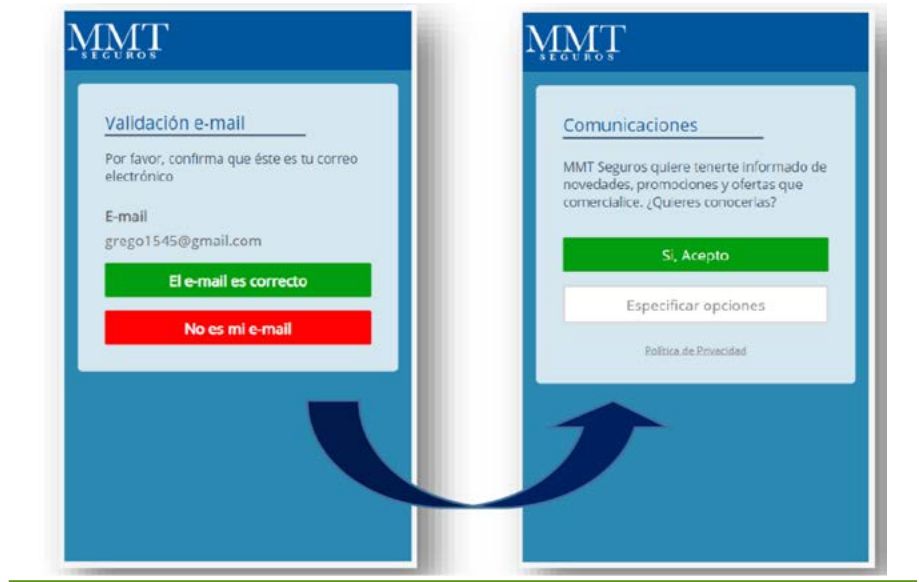 MMT
SEGUROS
Validación e-mail
Por favor, confirma que éste es tu correo
electrónico
E-mail
grego1545@gmail.com
El e-mail es correcto
No es mi e-mail
MMT
SEGUROS
Comunicaciones
MMT Seguros quiere tenerte informado de
novedades, promociones y ofertas que
comercialice. ¿Quieres conocerlas?
Si, Acepto
Especificar opciones
Política de Privacidad